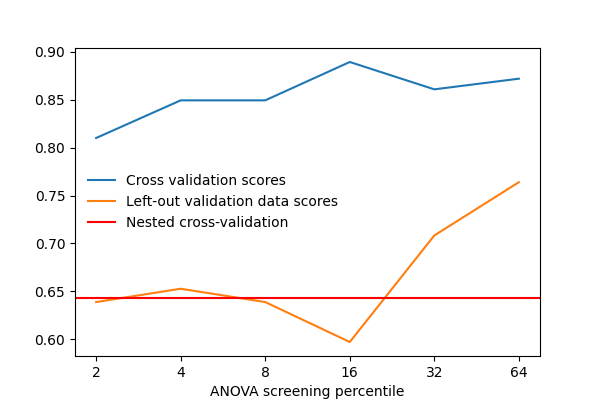 0.90
0.85
0.80
0.75
0.70
0.65
0.60
Cross validation scores
Left-out validation data scores
Nested cross-validation
2 4 8 16 32 64
ANOVA screening percentile